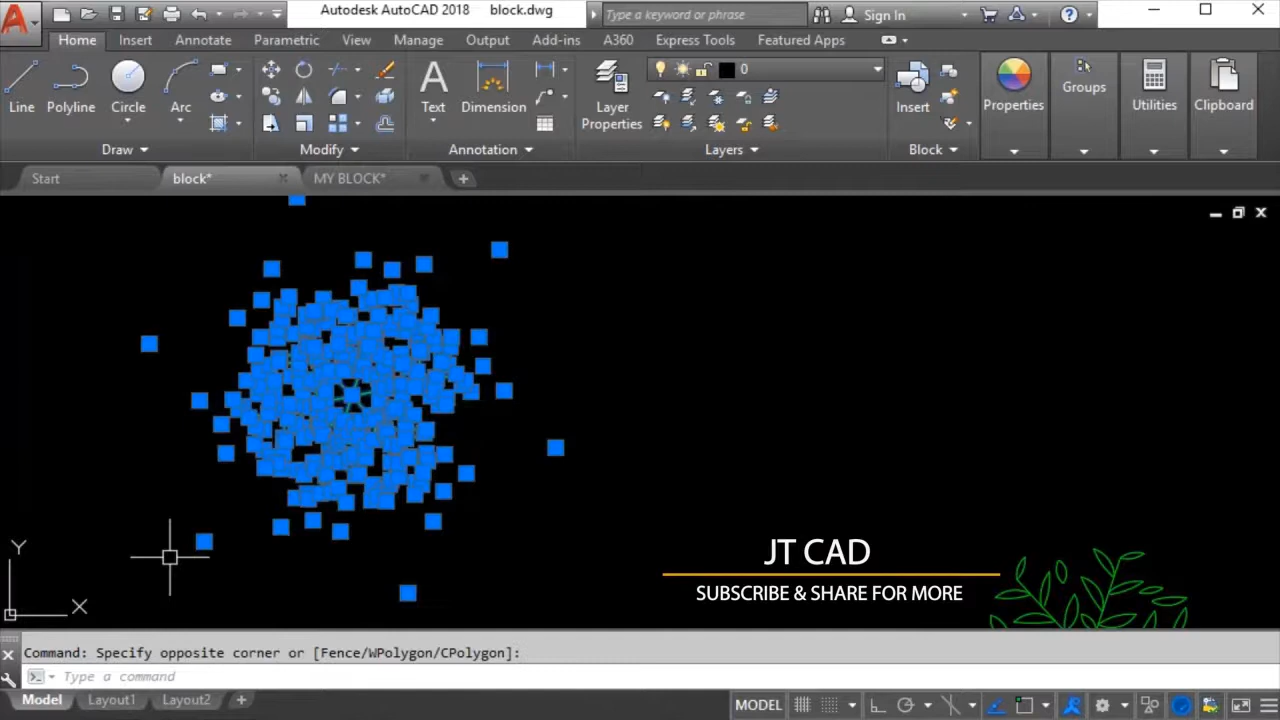 Autodesk AutoCAD 2018 block.dwg
Type a keyword or phrase
Sign In
Home Insert Annotate Parametric View Manage Output Add-ins A360 Express Tools Featured Apps
0
Line Polyline Circle Arc
Text Dimension
Layer
Properties
Insert
Properties
Groups
Utilities
Clipboard
Draw Modify Annotation Layers Block
Start block* MY BLOCK*
Y
X
JT CAD
SUBSCRIBE & SHARE FOR MORE
Command: Specify opposite corner or [Fence/WPolygon/CPolygon]:
Type a command
Model Layout1 Layout2 MODEL